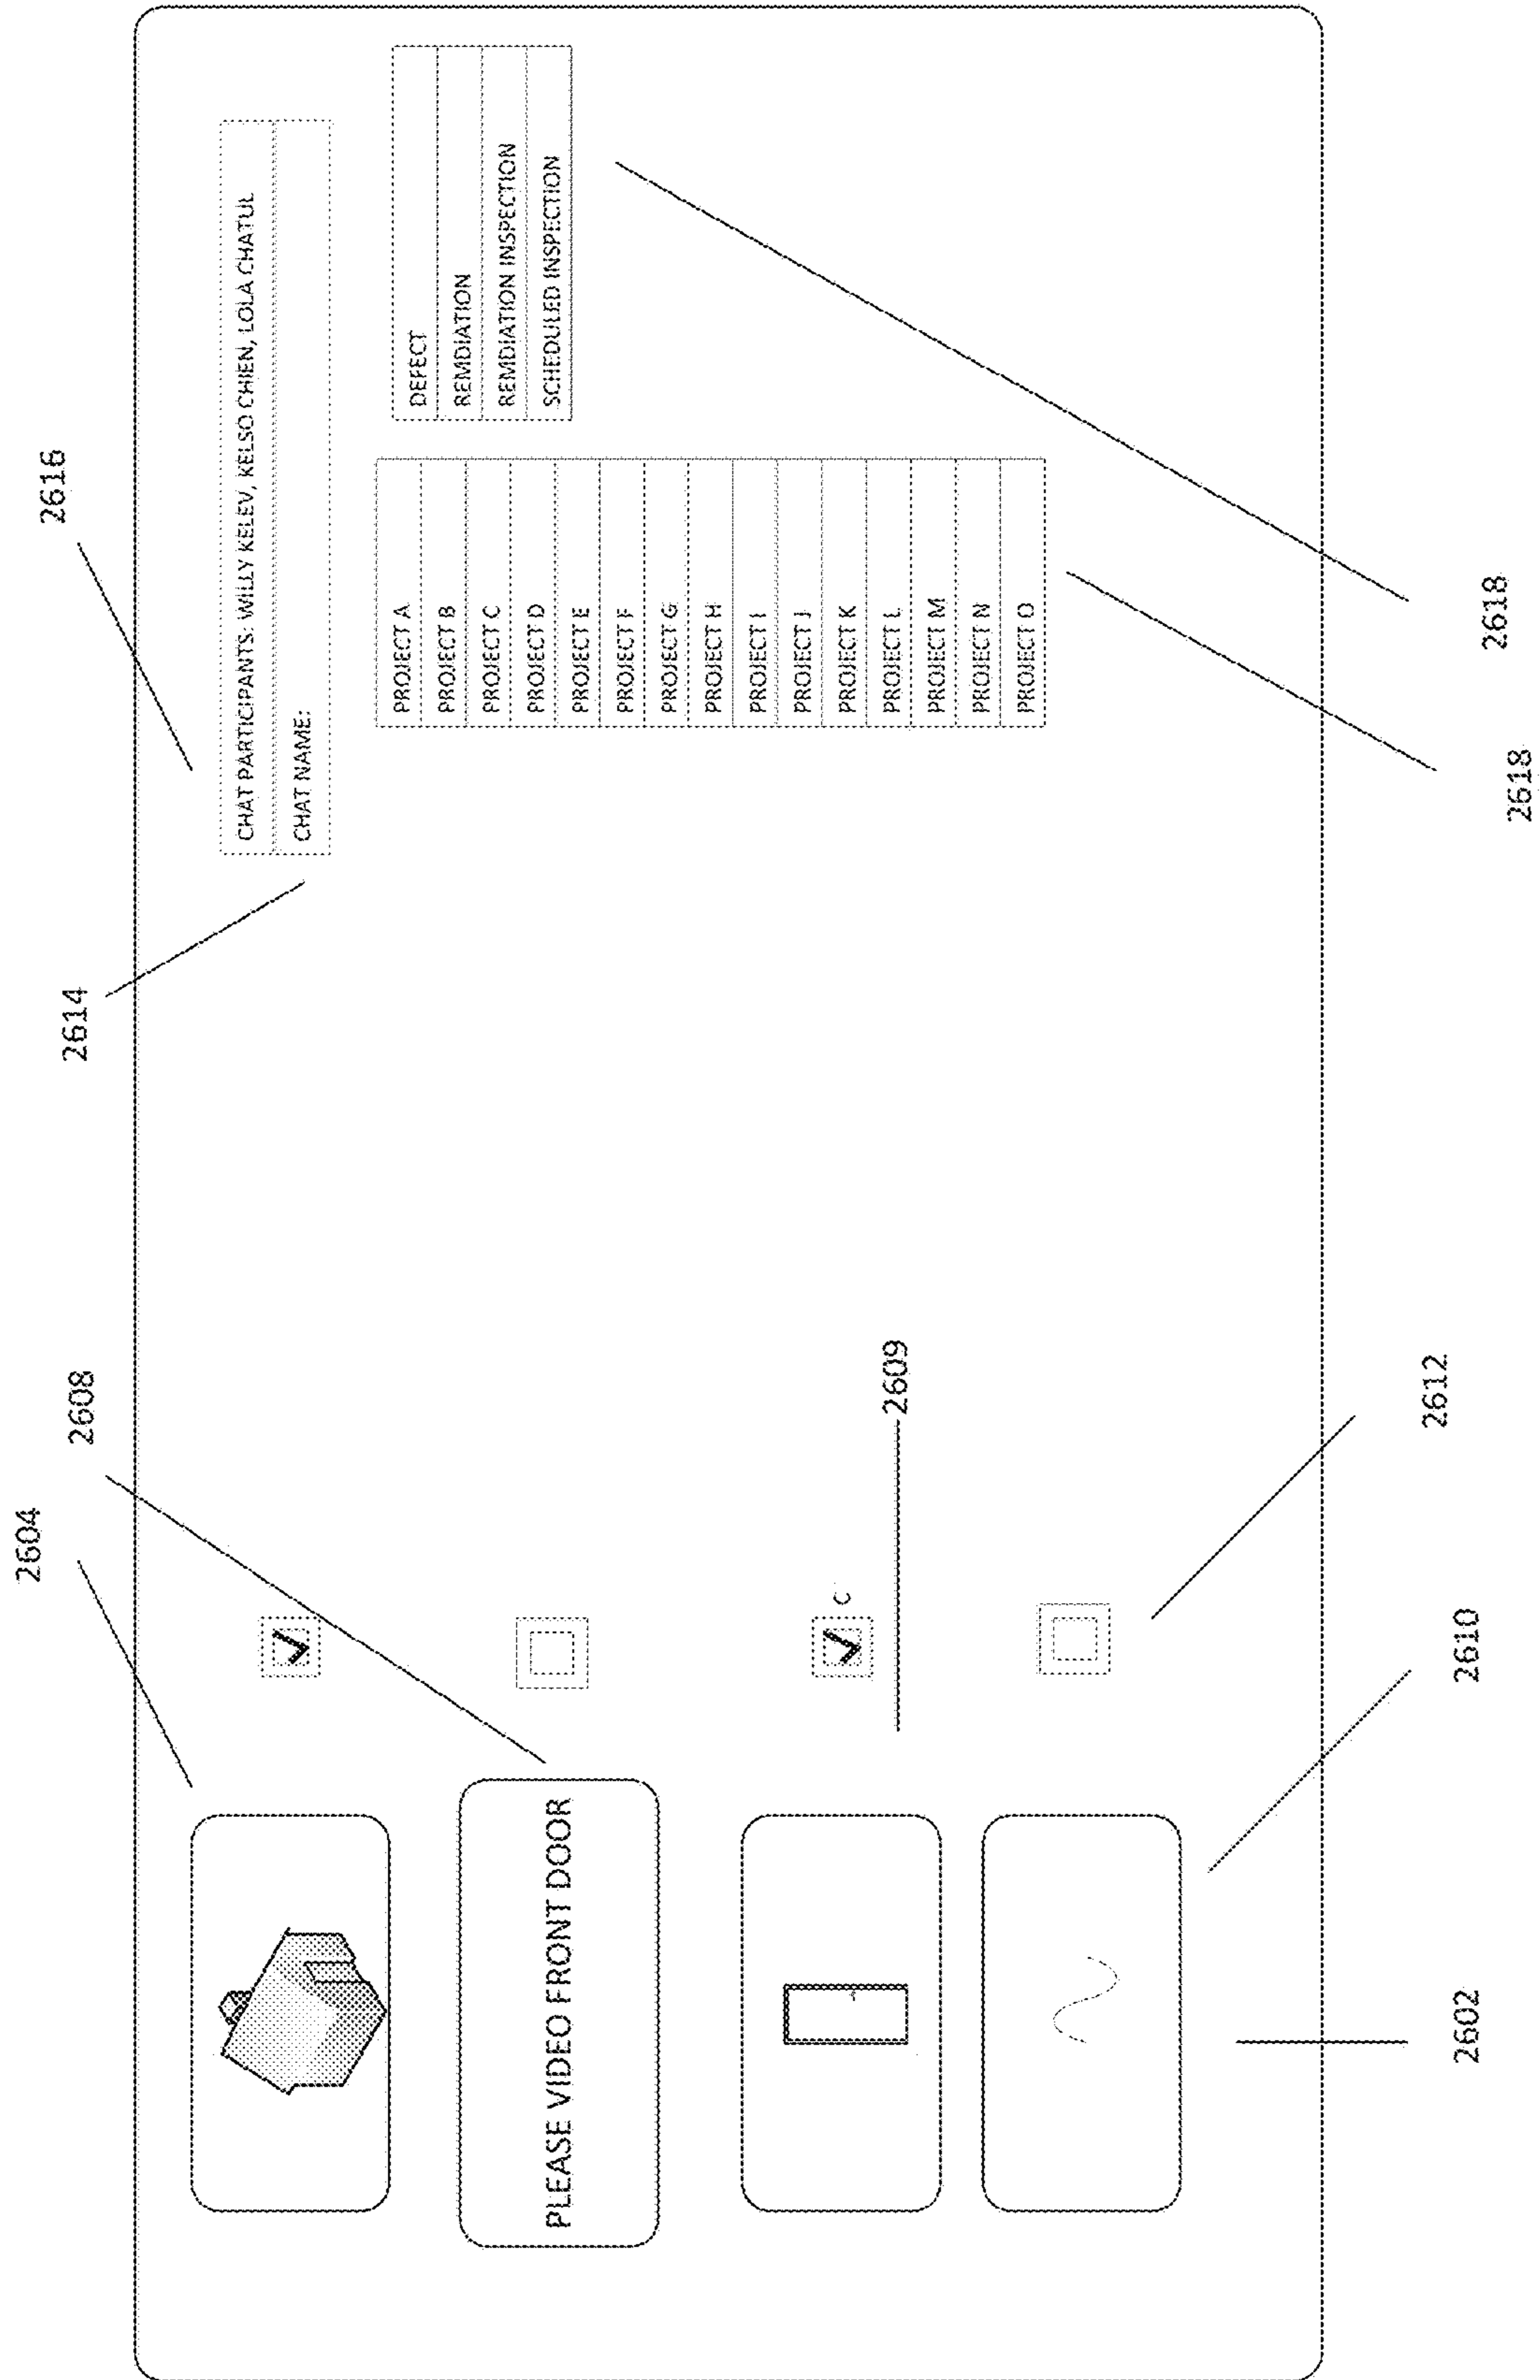 2604
2608
2614
2616
CHAT PARTICIPANTS: WILLY KELEV, KELSO CHIEN, LOLA CHATUL
CHAT NAME:
PLEASE VIDEO FRONT DOOR
C
2609
PROJECT A
PROJECT B
PROJECT C
PROJECT D
PROJECT E
PROJECT F
PROJECT G
PROJECT H
PROJECT I
PROJECT J
PROJECT K
PROJECT L
PROJECT M
PROJECT N
PROJECT O
DEFECT
REMDIATION
REMDIATION INSPECTION
SCHEDULED INSPECTION
2602
2610
2612
2618
2618